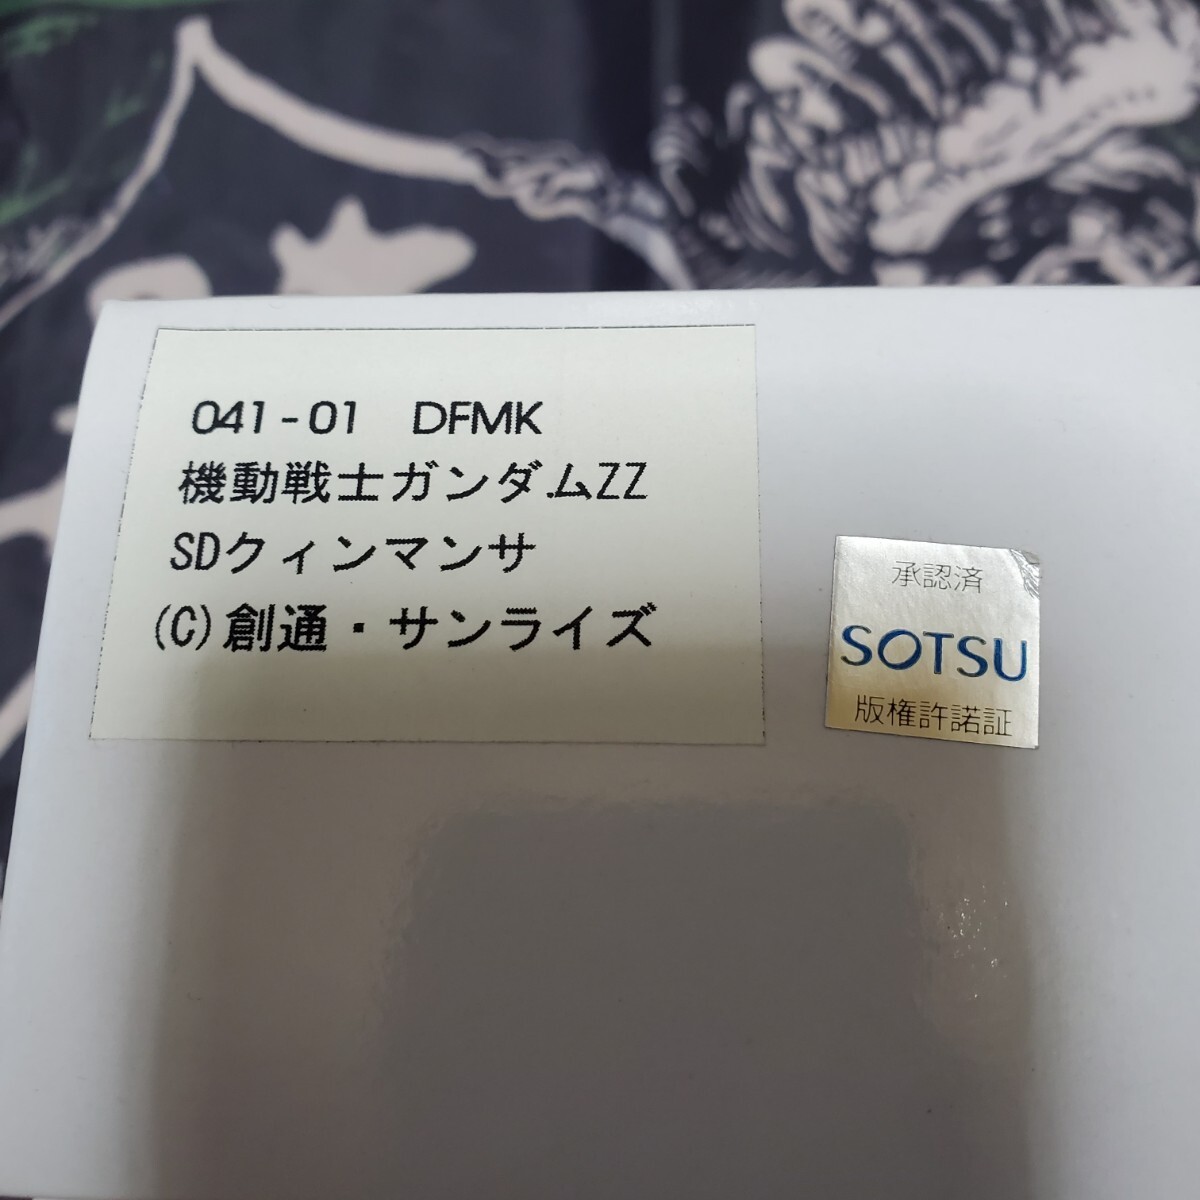 041-01 DFMK
機動戦士ガンダムZZ
SDクィンマンサ
(C)創通・サンライズ
承認済
SOTSU
版権許諾証